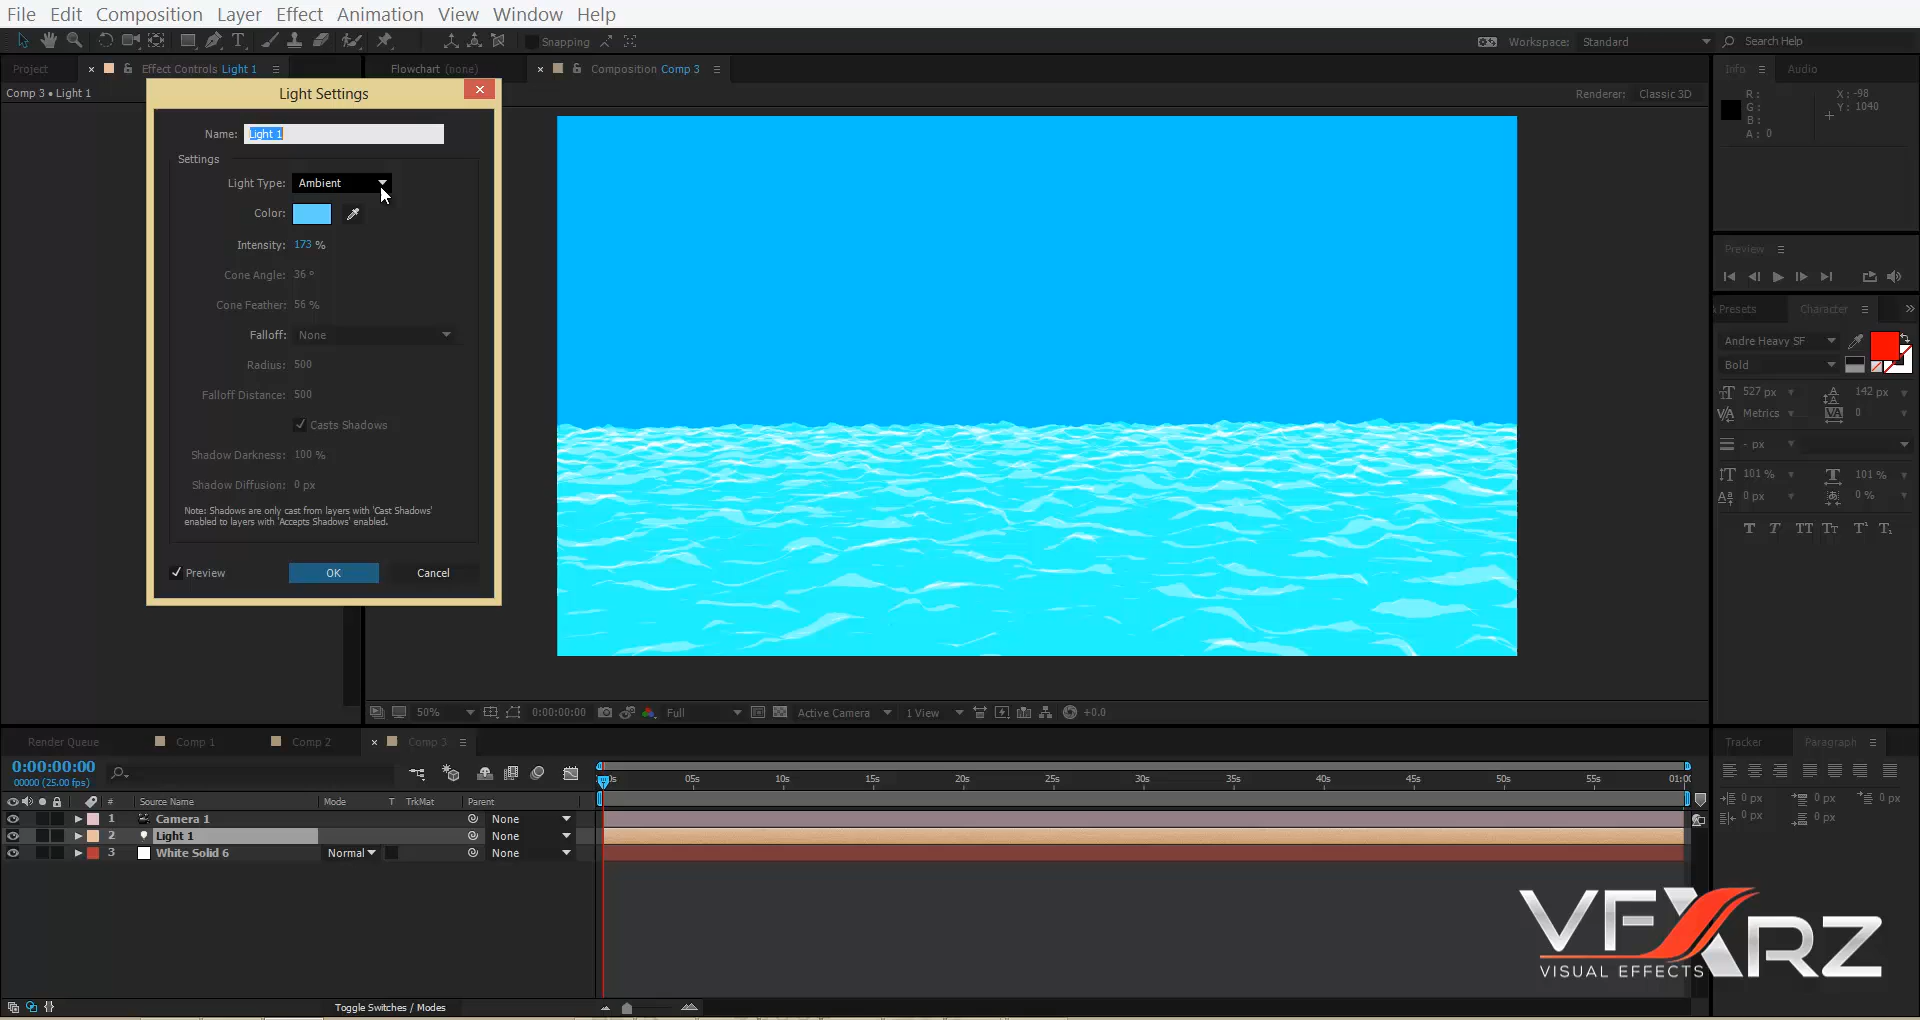 File Edit Composition Layer Effect Animation View Window Help
Snapping
Workspace: Standard
Search Help
Project
Effect Controls Light 1
Flowchart (none)
Composition Comp 3
Info
Audio
Comp 3 • Light 1
Renderer: Classic 3D
R :
G :
B :
A : 0
X : -98
Y : 1040
Light Settings
Name: Light 1
Settings
Light Type: Ambient
Color:
Intensity: 173 %
Cone Angle: 36 °
Cone Feather: 56 %
Falloff: None
Radius: 500
Falloff Distance: 500
Casts Shadows
Shadow Darkness: 100 %
Shadow Diffusion: 0 px
Note: Shadows are only cast from layers with 'Cast Shadows'
enabled to layers with 'Accepts Shadows' enabled.
Preview
OK
Cancel
Preview
Presets
Character
Andre Heavy SF
Bold
527 px
142 px
Metrics
0
- px
101 %
101 %
0 px
0 %
50%
0:00:00:00
Full
Active Camera
1 View
+0.0
Render Queue
Comp 1
Comp 2
Comp 3
Tracker
Paragraph
0:00:00:00
00000 (25.00 fps)
05s 10s 15s 20s 25s 30s 35s 40s 45s 50s 55s
# Source Name Mode T TrkMat Parent
1 Camera 1 None
2 Light 1 None
3 White Solid 6 Normal None
0 px 0 px 0 px
0 px 0 px
Toggle Switches / Modes
VFXARZ
VISUAL EFFECTS